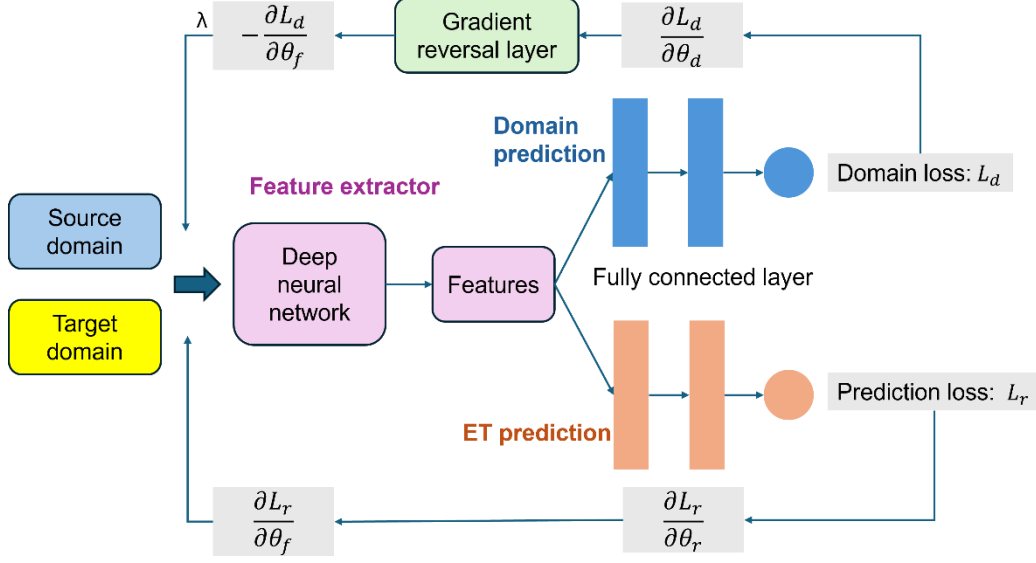 λ
−∂L_d/∂θ_f
Gradient
reversal layer
∂L_d/∂θ_d
Domain
prediction
Domain loss: L_d
Feature extractor
Source
domain
Deep
neural
network
Features
Fully connected layer
Target
domain
ET prediction
Prediction loss: L_r
∂L_r/∂θ_f
∂L_r/∂θ_r